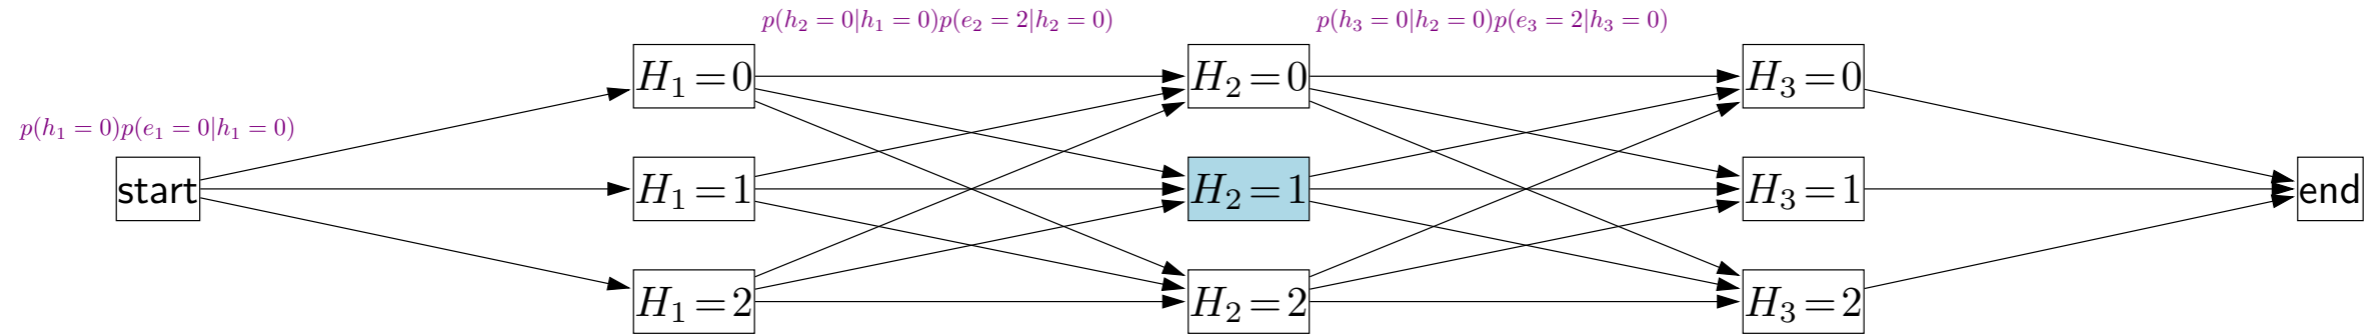 p(h₂ = 0|h₁ = 0)p(e₂ = 2|h₂ = 0)
p(h₃ = 0|h₂ = 0)p(e₃ = 2|h₃ = 0)
H₁ = 0
H₂ = 0
H₃ = 0
p(h₁ = 0)p(e₁ = 0|h₁ = 0)
start
H₁ = 1
H₂ = 1
H₃ = 1
end
H₁ = 2
H₂ = 2
H₃ = 2